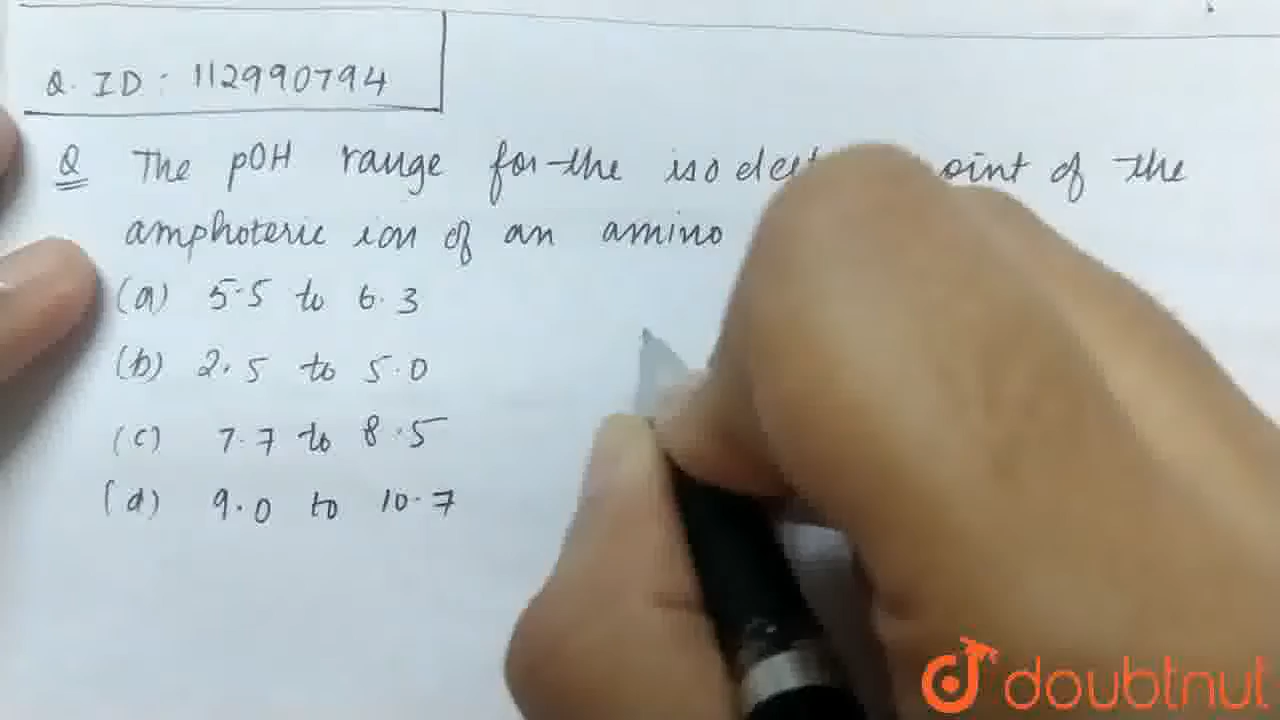 Q. ID: 112990794
Q The pOH range for the oint of the
amphoteric ion of an amino
(a) 5.5 to 6.3
(b) 2.5 to 5.0
(c) 7.7 to 8.5
(d) 9.0 to 10.7
doubtnut